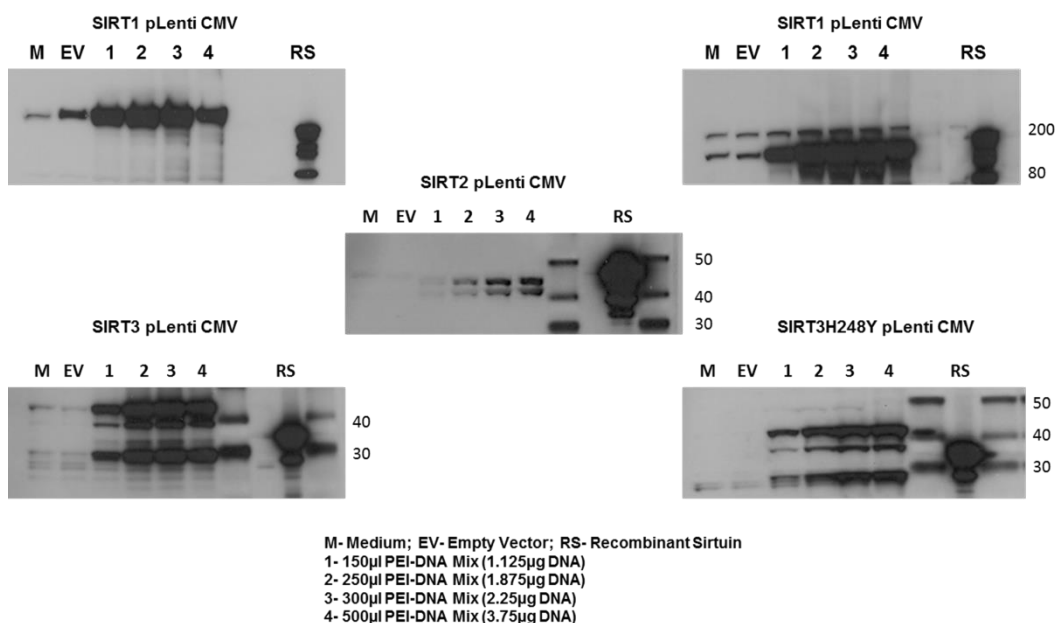 SIRT1 pLenti CMV
M EV 1 2 3 4 RS
SIRT1 pLenti CMV
M EV 1 2 3 4 RS
200
80
SIRT2 pLenti CMV
M EV 1 2 3 4 RS
50
40
30
SIRT3 pLenti CMV
M EV 1 2 3 4 RS
40
30
SIRT3H248Y pLenti CMV
M EV 1 2 3 4 RS
50
40
30
M- Medium; EV- Empty Vector; RS- Recombinant Sirtuin
1- 150µl PEI-DNA Mix (1.125µg DNA)
2- 250µl PEI-DNA Mix (1.875µg DNA)
3- 300µl PEI-DNA Mix (2.25µg DNA)
4- 500µl PEI-DNA Mix (3.75µg DNA)